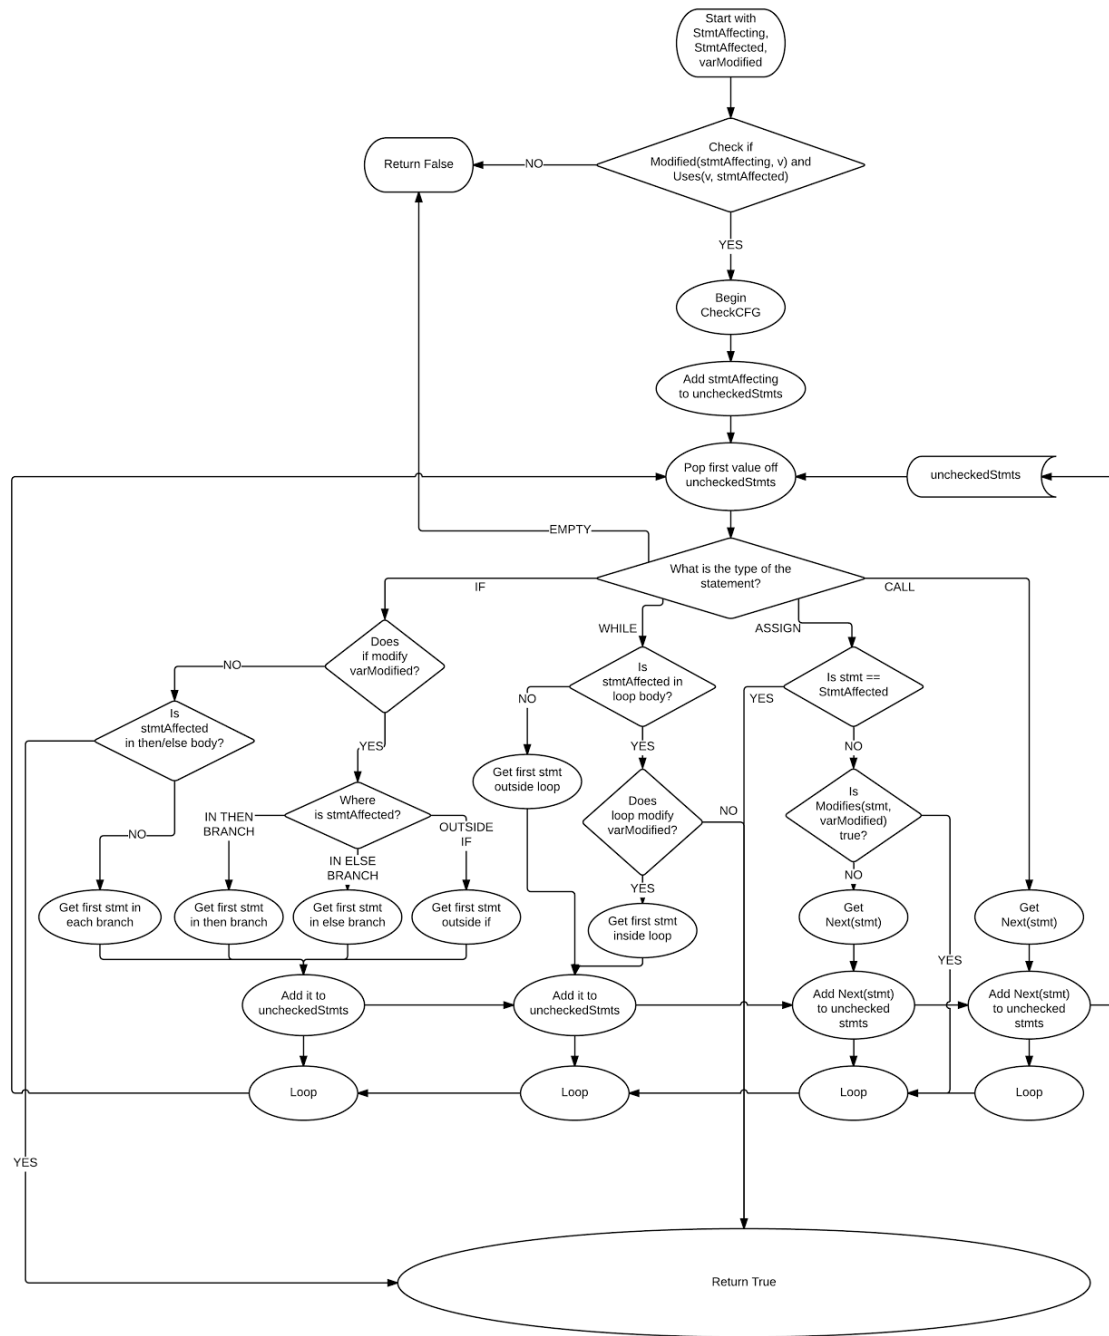 Start with
StmtAffecting,
StmtAffected,
varModified
Check if
Modified(stmtAffecting, v) and
Uses(v, stmtAffected)
NO
Return False
YES
Begin
CheckCFG
Add stmtAffecting
to uncheckedStmts
Pop first value off
uncheckedStmts
uncheckedStmts
EMPTY
What is the type of the
statement?
IF
CALL
WHILE
ASSIGN
Does
if modify
varModified?
NO
Is
stmtAffected in
loop body?
Is stmt ==
StmtAffected
NO
YES
Is
stmtAffected
in then/else body?
YES
YES
NO
Get first stmt
outside loop
Where
is stmtAffected?
Does
loop modify
varModified?
NO
Is
Modifies(stmt,
varModified)
true?
NO
IN THEN
BRANCH
OUTSIDE
IF
IN ELSE
BRANCH
YES
NO
Get first stmt in
each branch
Get first stmt
in then branch
Get first stmt
in else branch
Get first stmt
outside if
Get first stmt
inside loop
Get
Next(stmt)
Get
Next(stmt)
YES
Add it to
uncheckedStmts
Add it to
uncheckedStmts
Add Next(stmt)
to unchecked
stmts
Add Next(stmt)
to unchecked
stmts
Loop
Loop
Loop
Loop
YES
Return True